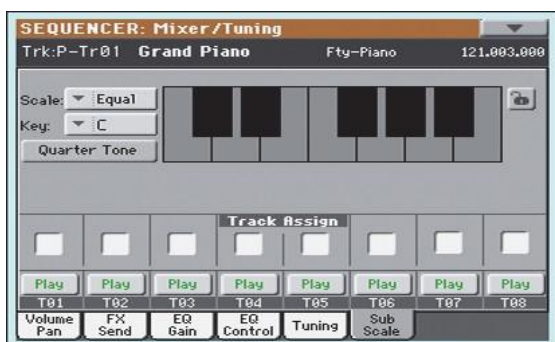 SEQUENCER: Mixer/Tuning
Trk:P-Tr01 Grand Piano Fty-Piano 121.003.000
Scale: Equal
Key: C
Quarter Tone
Track Assign
Play Play Play Play Play Play Play Play
T01 T02 T03 T04 T05 T06 T07 T08
Volume Pan FX Send EQ Gain EQ Control Tuning Sub Scale